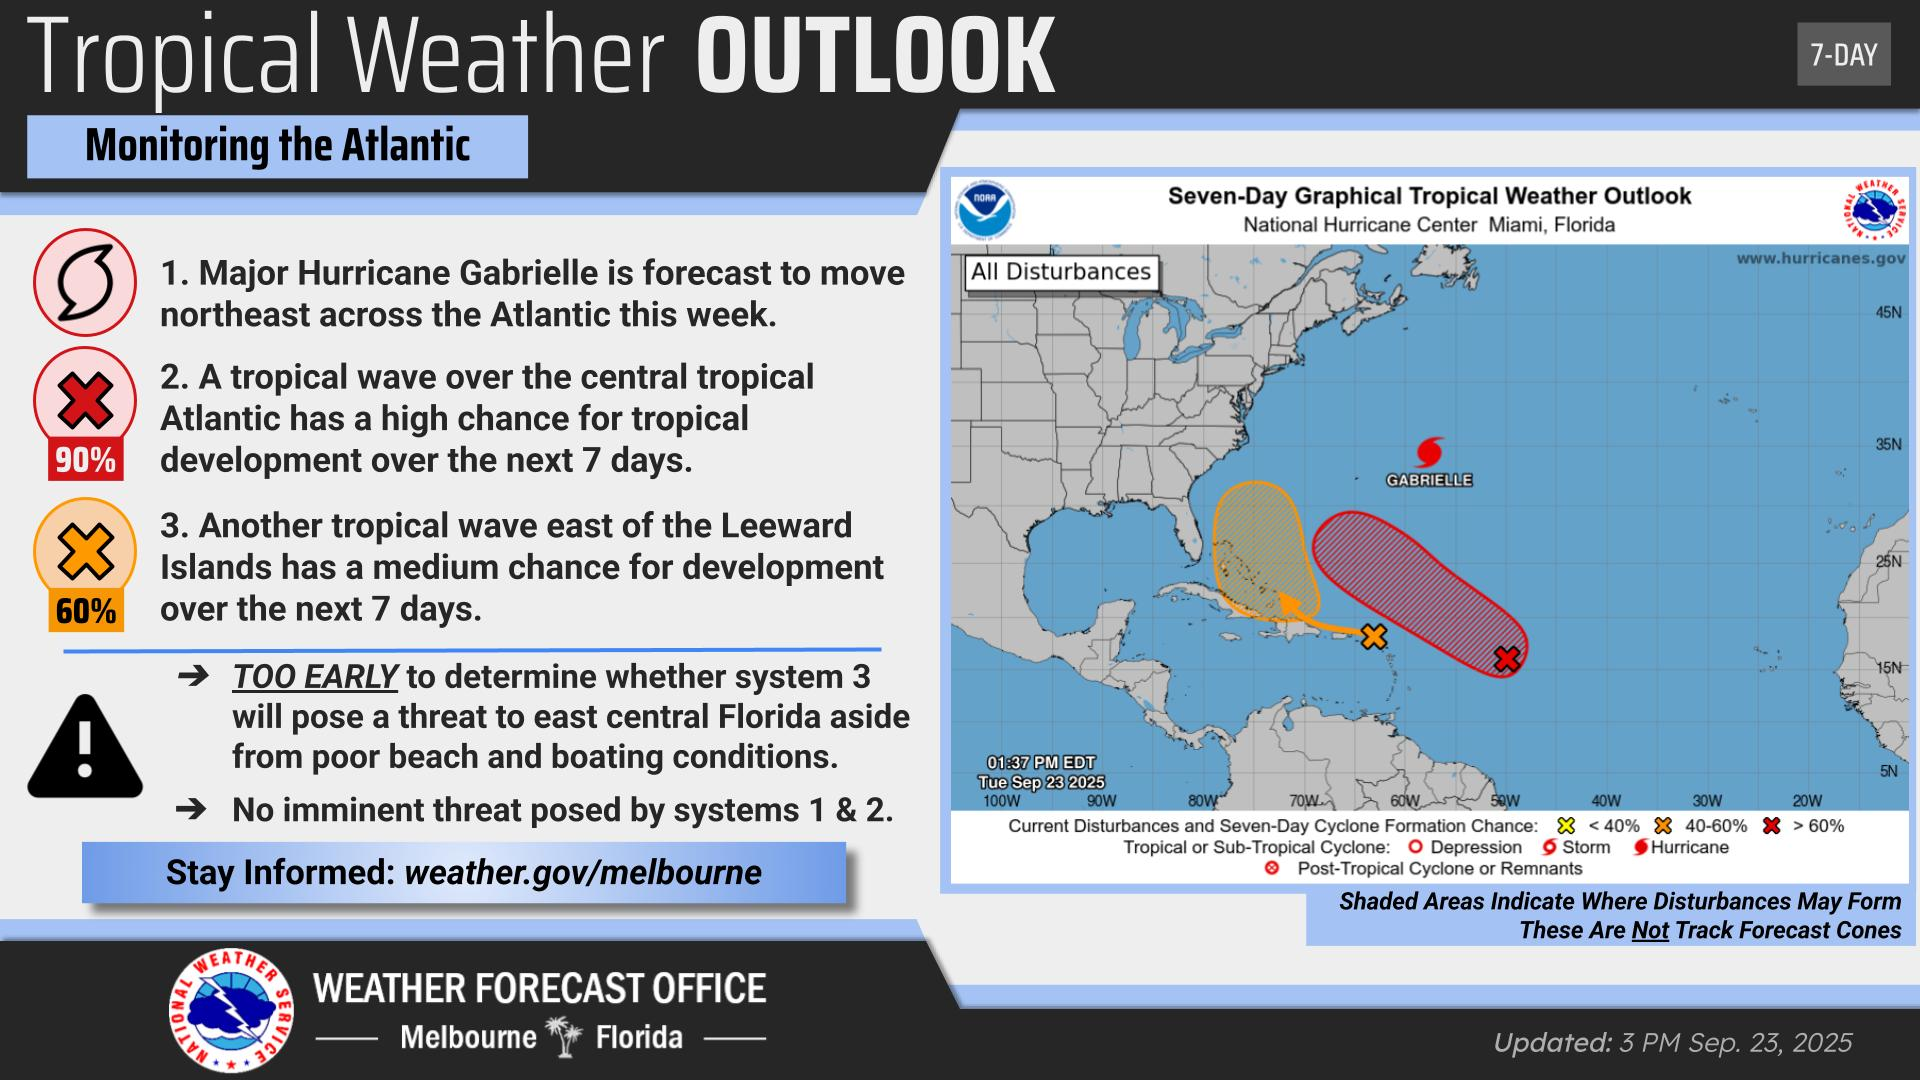 Tropical Weather OUTLOOK
7-DAY
Monitoring the Atlantic
1. Major Hurricane Gabrielle is forecast to move
northeast across the Atlantic this week.
2. A tropical wave over the central tropical
Atlantic has a high chance for tropical
development over the next 7 days.
90%
3. Another tropical wave east of the Leeward
Islands has a medium chance for development
over the next 7 days.
60%
➔ TOO EARLY to determine whether system 3
will pose a threat to east central Florida aside
from poor beach and boating conditions.
➔ No imminent threat posed by systems 1 & 2.
Stay Informed: weather.gov/melbourne
NOAA
Seven-Day Graphical Tropical Weather Outlook
National Hurricane Center Miami, Florida
NATIONAL WEATHER SERVICE
All Disturbances
www.hurricanes.gov
45N
35N
GABRIELLE
25N
15N
01:37 PM EDT
Tue Sep 23 2025
5N
100W 90W 80W 70W 60W 50W 40W 30W 20W
Current Disturbances and Seven-Day Cyclone Formation Chance: < 40% 40-60% > 60%
Tropical or Sub-Tropical Cyclone: Depression Storm Hurricane
Post-Tropical Cyclone or Remnants
Shaded Areas Indicate Where Disturbances May Form
These Are Not Track Forecast Cones
NATIONAL WEATHER SERVICE
WEATHER FORECAST OFFICE
Melbourne Florida
Updated: 3 PM Sep. 23, 2025